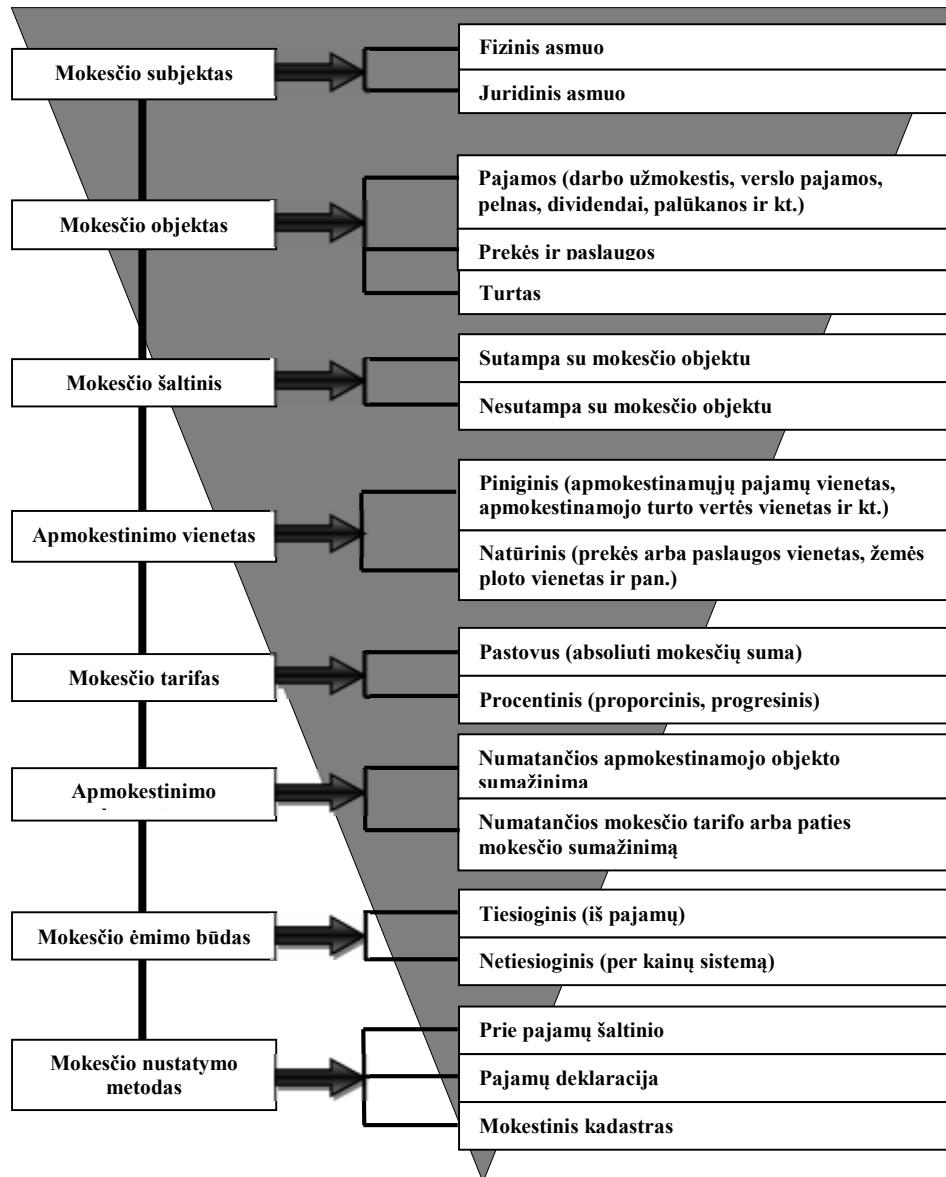 Mokesčio subjektas
Fizinis asmuo
Juridinis asmuo
Mokesčio objektas
Pajamos (darbo užmokestis, verslo pajamos,
pelnas, dividendai, palūkanos ir kt.)
Prekės ir paslaugos
Turtas
Mokesčio šaltinis
Sutampa su mokesčio objektu
Nesutampa su mokesčio objektu
Apmokestinimo vienetas
Piniginis (apmokestinamųjų pajamų vienetas,
apmokestinamojo turto vertės vienetas ir kt.)
Natūrinis (prekės arba paslaugos vienetas, žemės
ploto vienetas ir pan.)
Mokesčio tarifas
Pastovus (absoliuti mokesčių suma)
Procentinis (proporcinis, progresinis)
Apmokestinimo
Numatančios apmokestinamojo objekto
sumažinima
Numatančios mokesčio tarifo arba paties
mokesčio sumažinimą
Mokesčio ėmimo būdas
Tiesioginis (iš pajamų)
Netiesioginis (per kainų sistemą)
Mokesčio nustatymo
metodas
Prie pajamų šaltinio
Pajamų deklaracija
Mokestinis kadastras